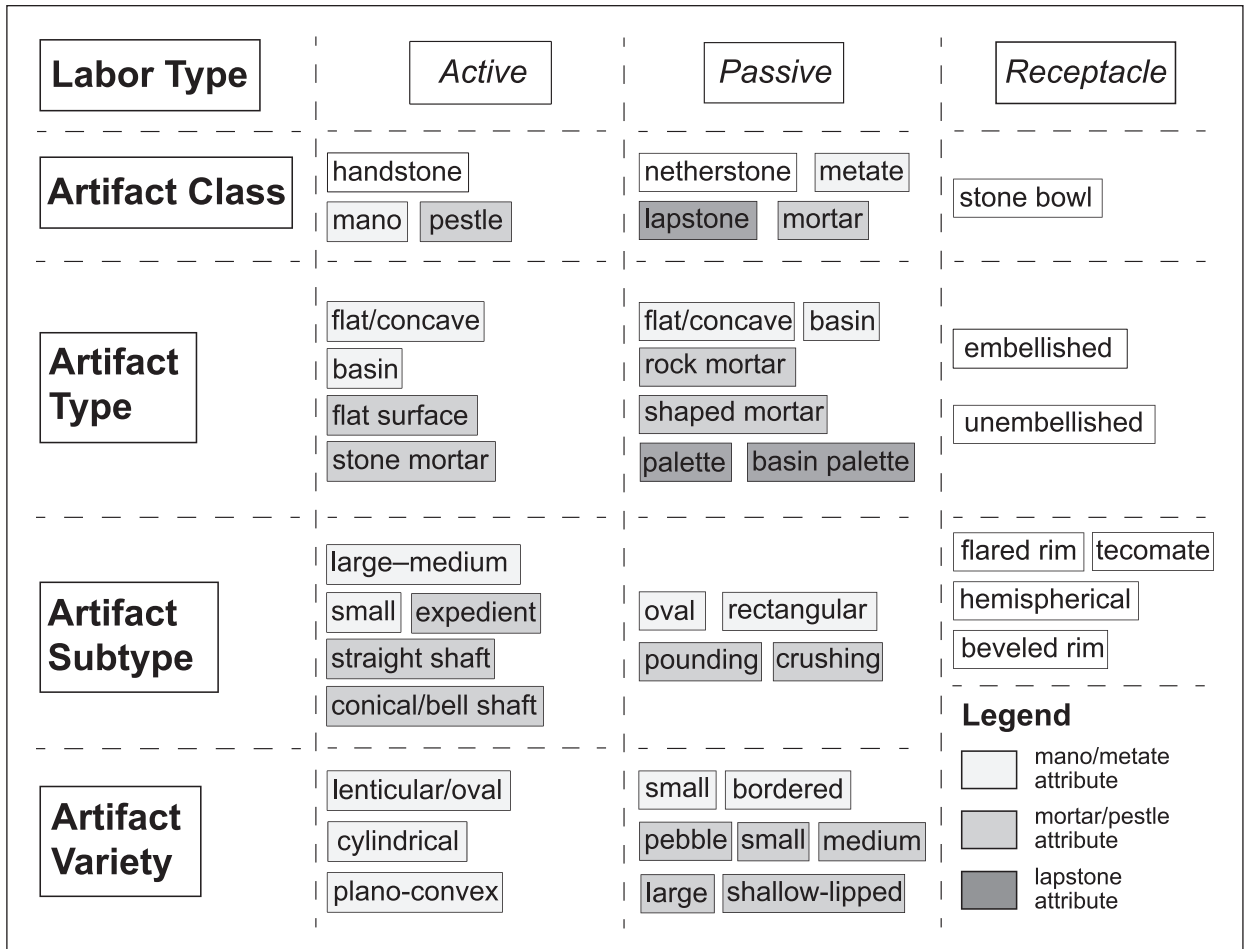 Labor Type
Active
Passive
Receptacle
Artifact Class
handstone
mano pestle
netherstone metate
lapstone mortar
stone bowl
Artifact
Type
flat/concave
basin
flat surface
stone mortar
flat/concave basin
rock mortar
shaped mortar
palette basin palette
embellished
unembellished
Artifact
Subtype
large–medium
small expedient
straight shaft
conical/bell shaft
oval rectangular
pounding crushing
flared rim tecomate
hemispherical
beveled rim
Artifact
Variety
lenticular/oval
cylindrical
plano-convex
small bordered
pebble small medium
large shallow-lipped
Legend
mano/metate
attribute
mortar/pestle
attribute
lapstone
attribute